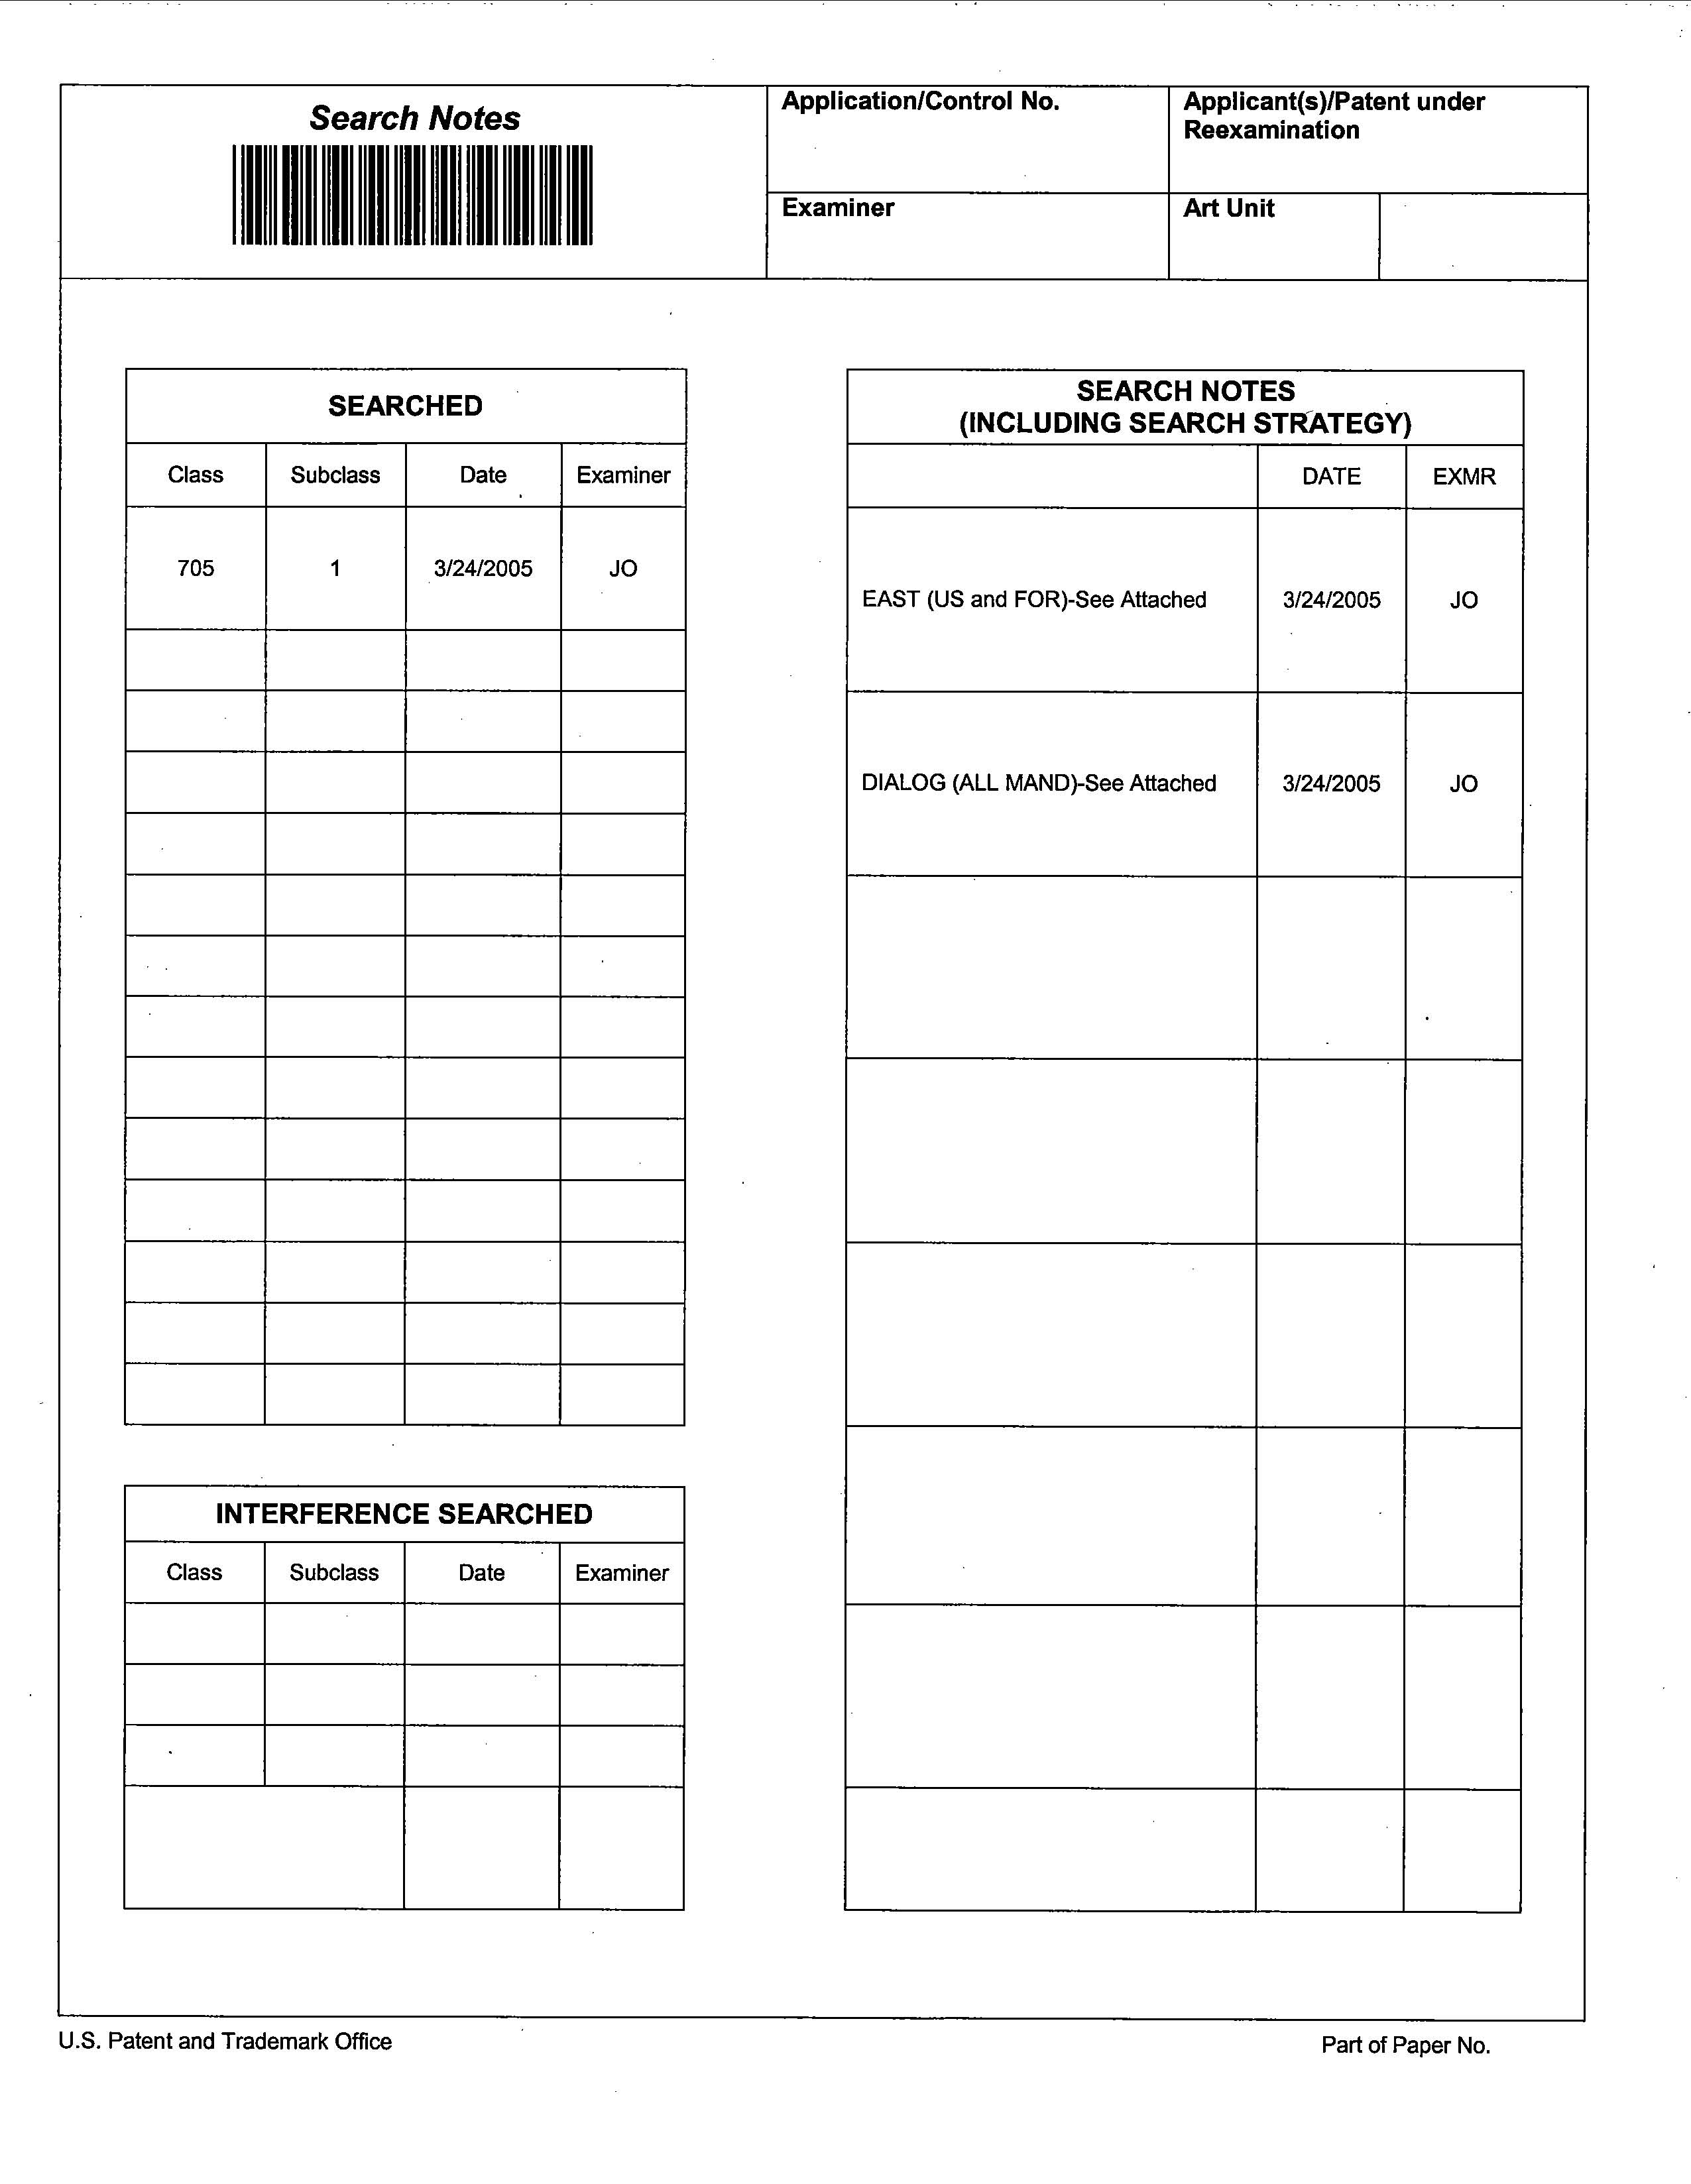 Search Notes
Application/Control No.
Applicant(s)/Patent under
Reexamination
Examiner
Art Unit
SEARCHED
Class Subclass Date Examiner
705 1 3/24/2005 JO
INTERFERENCE SEARCHED
Class Subclass Date Examiner
SEARCH NOTES
(INCLUDING SEARCH STRATEGY)
DATE EXMR
EAST (US and FOR)-See Attached 3/24/2005 JO
DIALOG (ALL MAND)-See Attached 3/24/2005 JO
U.S. Patent and Trademark Office
Part of Paper No.